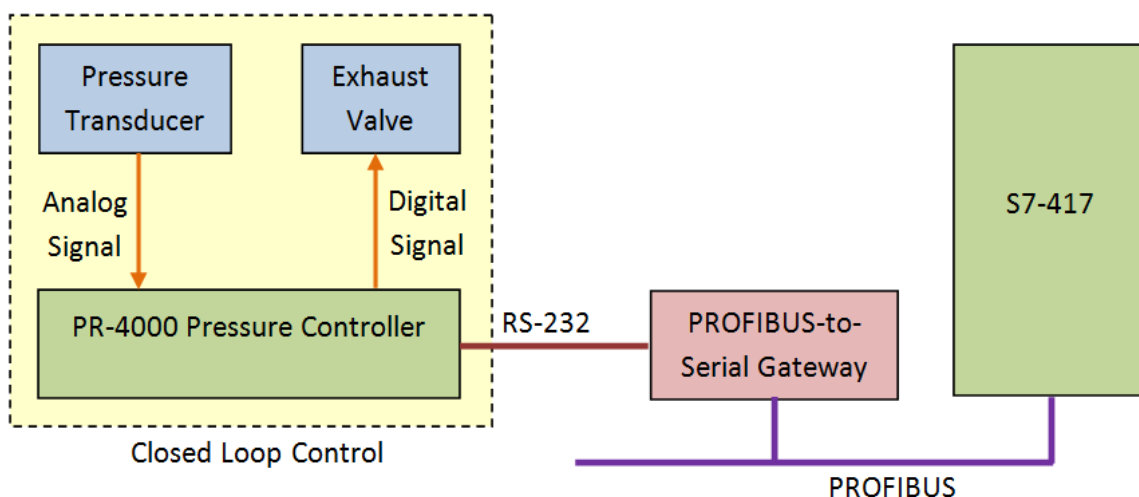 Pressure
Transducer
Exhaust
Valve
Analog
Signal
Digital
Signal
PR-4000 Pressure Controller
Closed Loop Control
RS-232
PROFIBUS-to-
Serial Gateway
S7-417
PROFIBUS